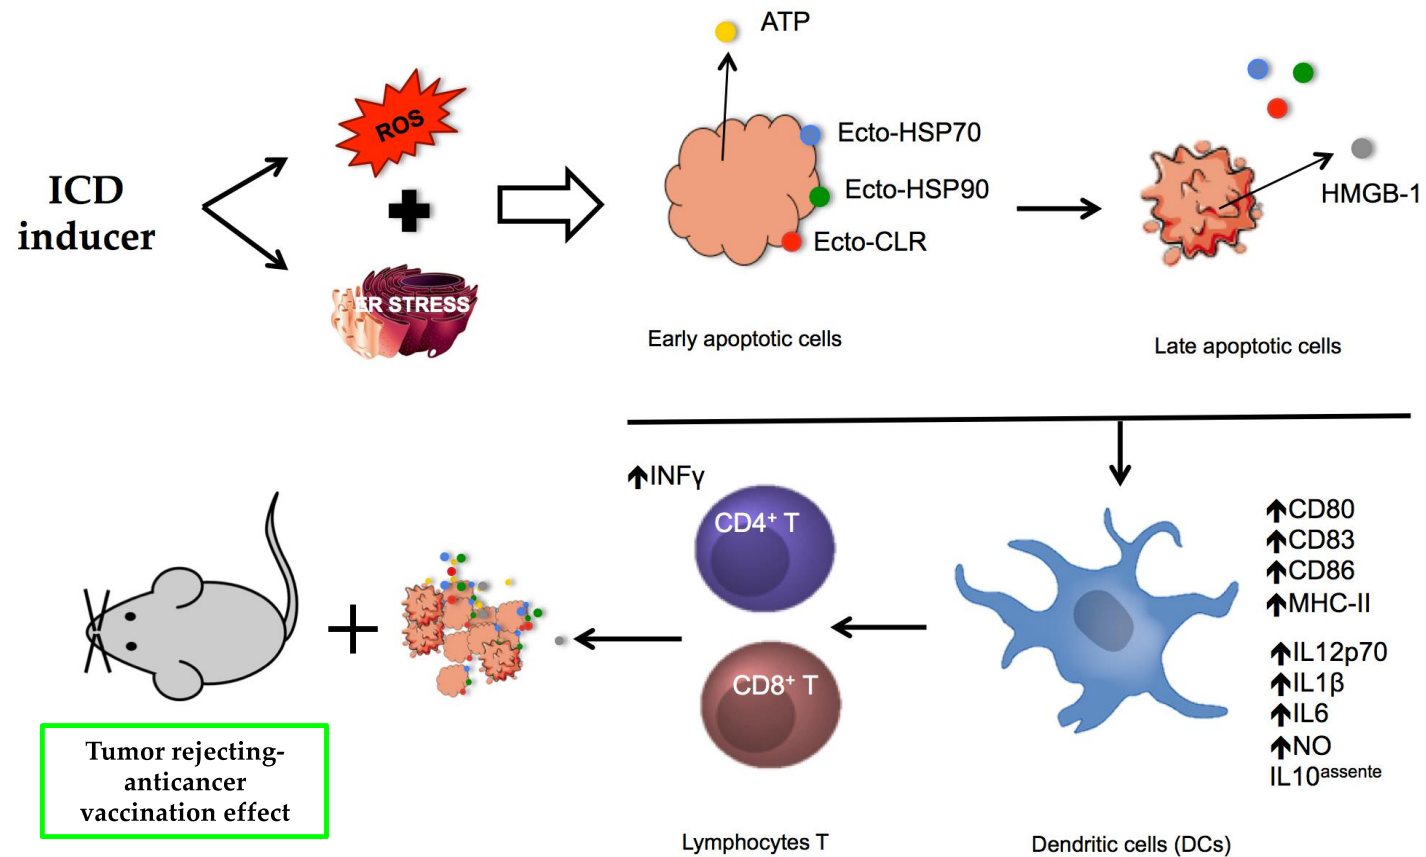 ATP
ROS
Ecto-HSP70
Ecto-HSP90
Ecto-CLR
HMGB-1
ICD
inducer
ER STRESS
Early apoptotic cells
Late apoptotic cells
INFγ
CD4⁺ T
CD8⁺ T
CD80
CD83
CD86
MHC-II
IL12p70
IL1β
IL6
NO
IL10ᵃˢˢᵉⁿᵗᵉ
Tumor rejecting-
anticancer
vaccination effect
Lymphocytes T
Dendritic cells (DCs)